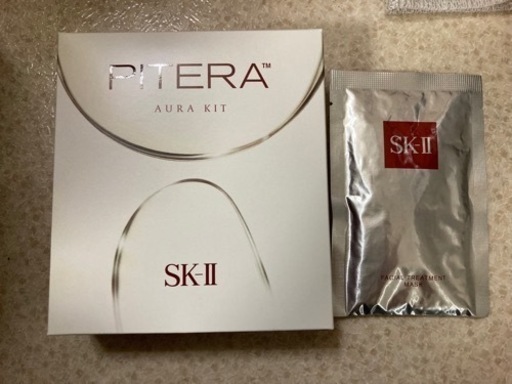 PITERA™
AURA KIT
SK-II
SK-II
FACIAL TREATMENT
MASK